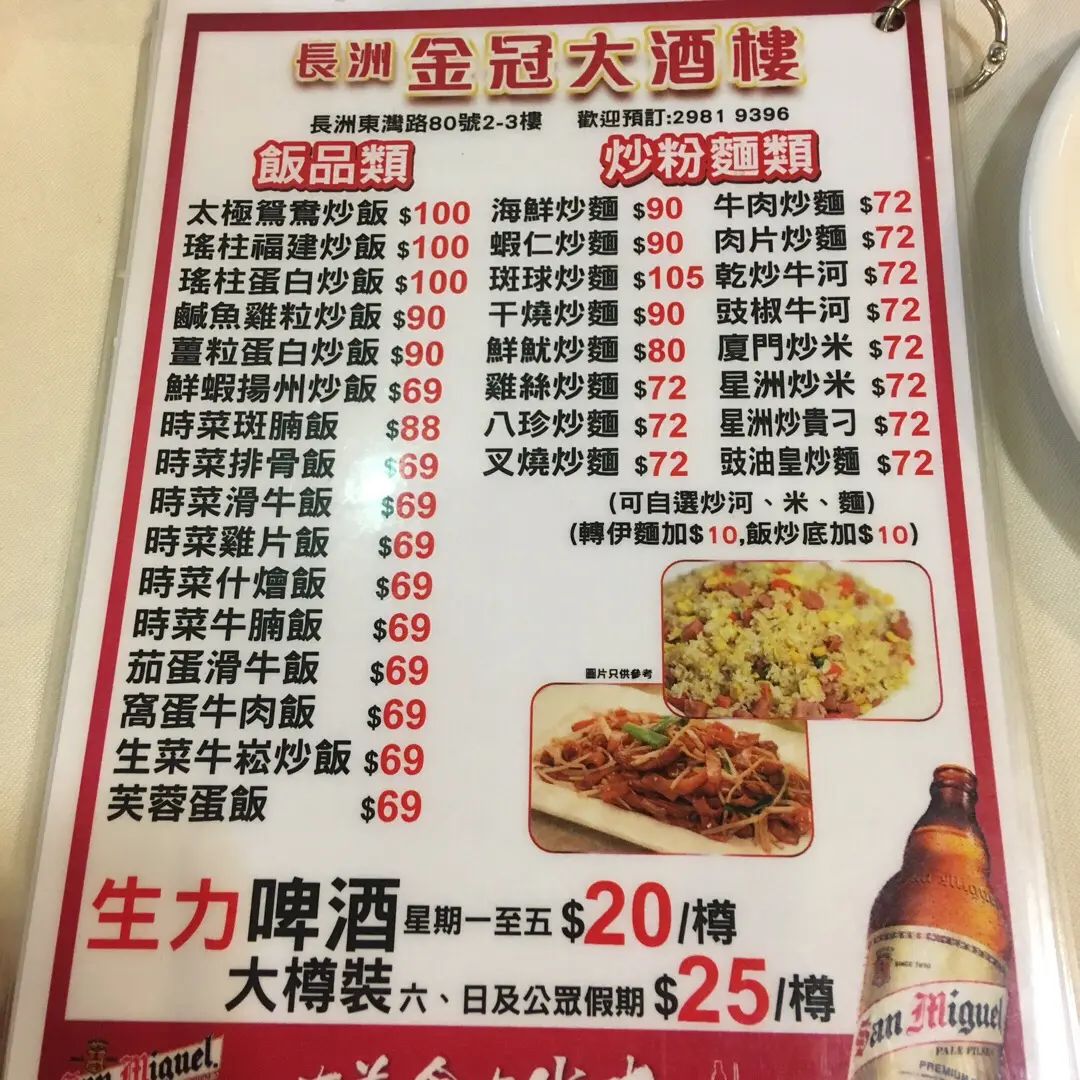 長洲 金冠大酒樓
長洲東灣路80號2-3樓 歡迎預訂:2981 9396
飯品類
太極鴛鴦炒飯 $100
瑤柱福建炒飯 $100
瑤柱蛋白炒飯 $100
鹹魚雞粒炒飯 $90
薑粒蛋白炒飯 $90
鮮蝦揚州炒飯 $69
時菜斑腩飯 $88
時菜排骨飯 $69
時菜滑牛飯 $69
時菜雞片飯 $69
時菜什燴飯 $69
時菜牛腩飯 $69
茄蛋滑牛飯 $69
窩蛋牛肉飯 $69
生菜牛崧炒飯 $69
芙蓉蛋飯 $69
炒粉麵類
海鮮炒麵 $90
蝦仁炒麵 $90
斑球炒麵 $105
干燒炒麵 $90
鮮魷炒麵 $80
雞絲炒麵 $72
八珍炒麵 $72
叉燒炒麵 $72
牛肉炒麵 $72
肉片炒麵 $72
乾炒牛河 $72
豉椒牛河 $72
廈門炒米 $72
星洲炒米 $72
星洲炒貴刁 $72
豉油皇炒麵 $72
(可自選炒河、米、麵)
(轉伊麵加$10,飯炒底加$10)
圖片只供參考
生力啤酒 星期一至五 $20/樽
大樽裝 六、日及公眾假期 $25/樽
SINCE 1890
San Miguel
PALE PILSEN
PREMIUM
San Miguel